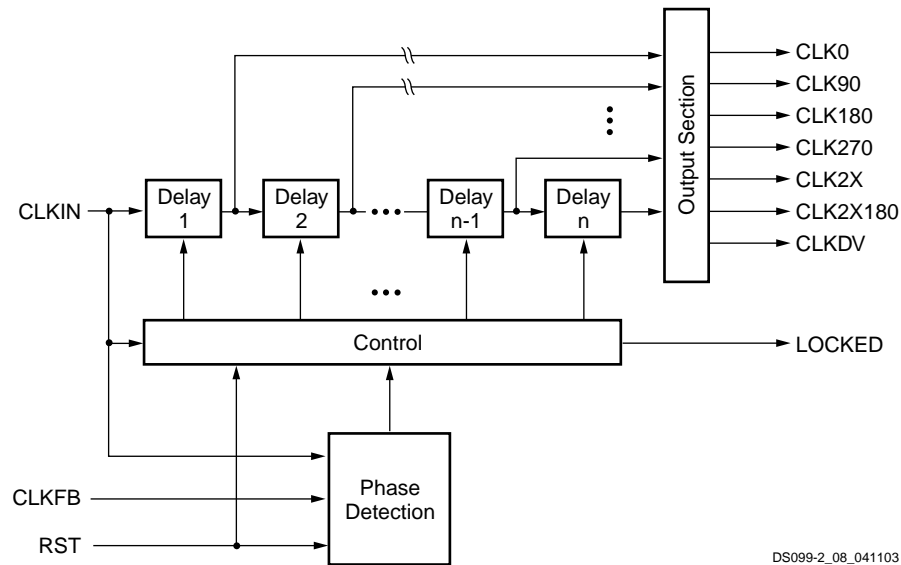 CLK0
CLK90
CLK180
CLK270
CLK2X
CLK2X180
CLKDV
Output Section
CLKIN
Delay
1
Delay
2
Delay
n-1
Delay
n
Control
LOCKED
Phase
Detection
CLKFB
RST
DS099-2_08_041103